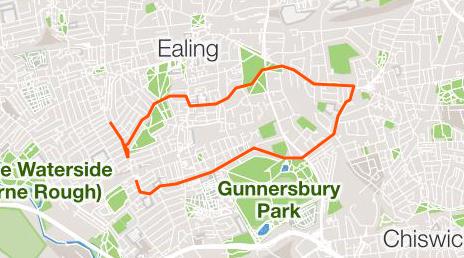 Ealing
e Waterside
rne Rough)
Gunnersbury
Park
Chiswic